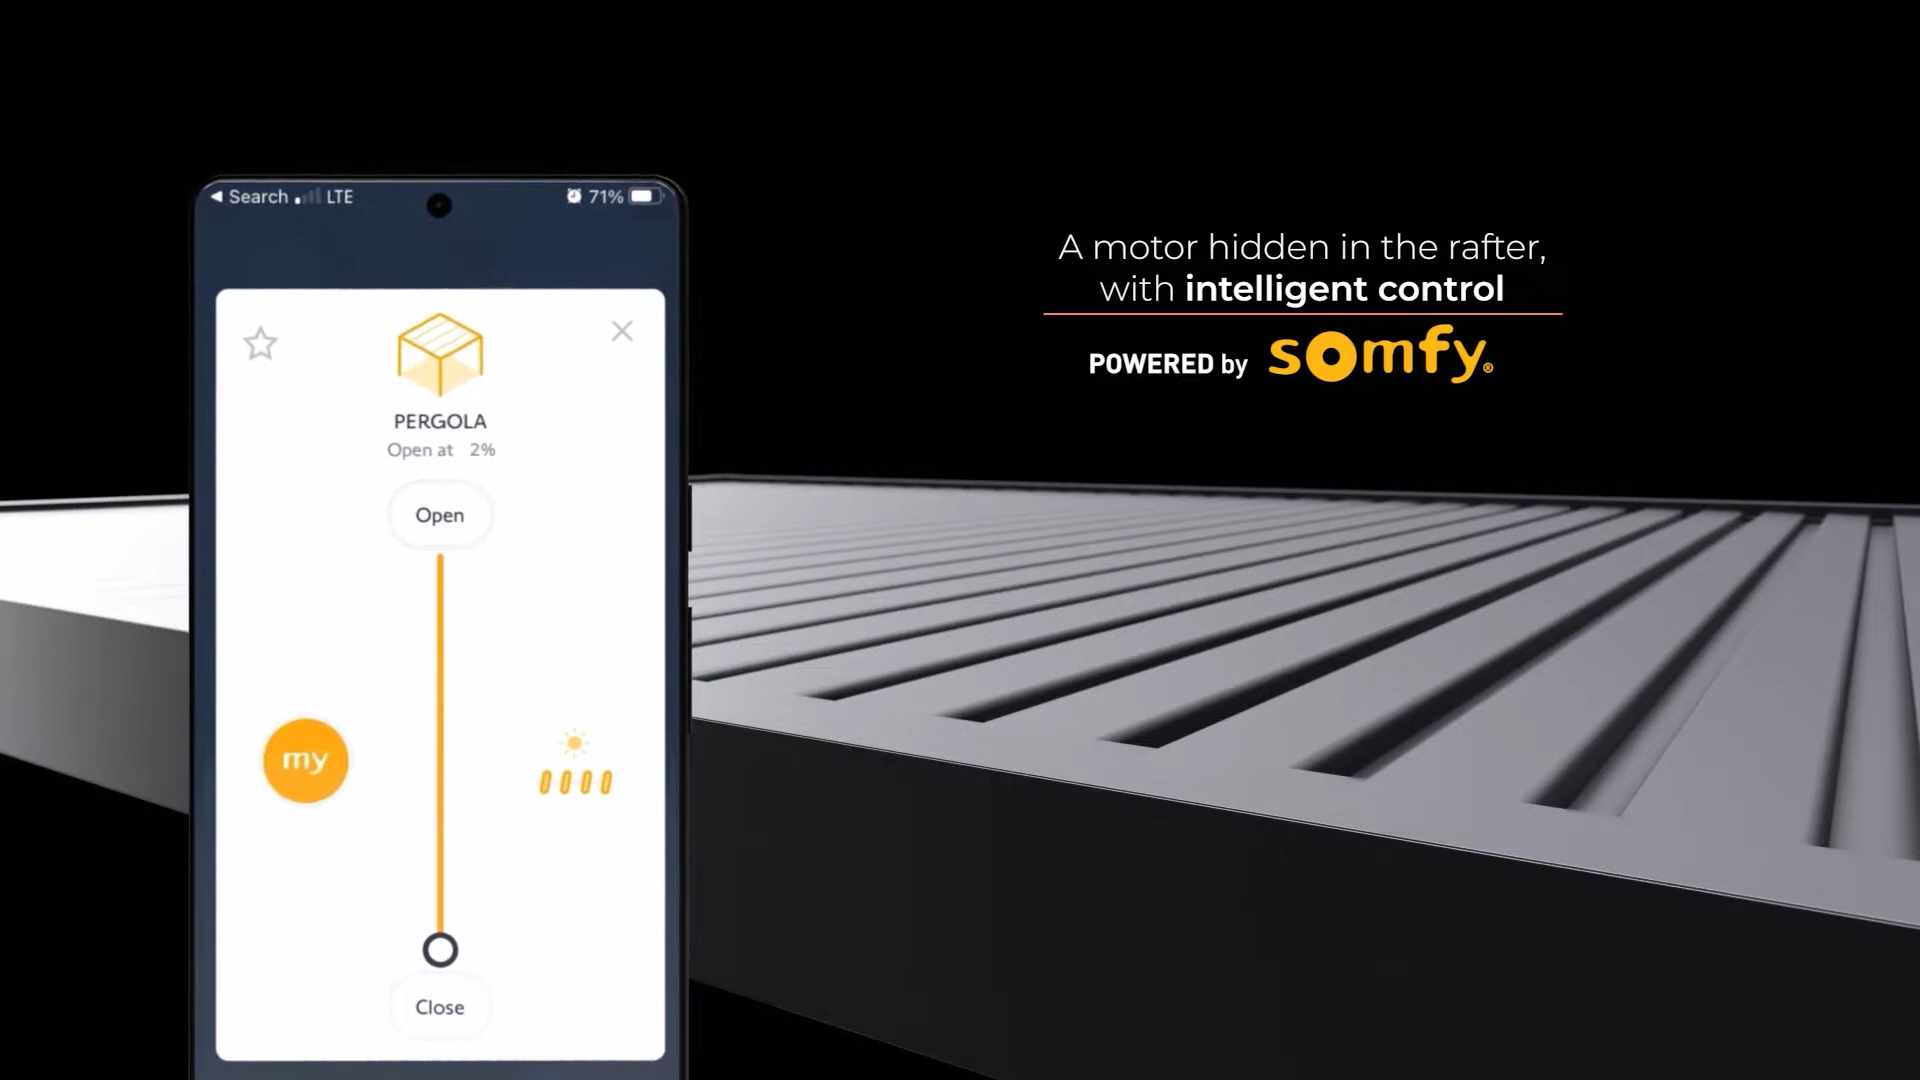 Search LTE
71%
PERGOLA
Open at 2%
Open
my
Close
A motor hidden in the rafter,
with intelligent control
POWERED by somfy®